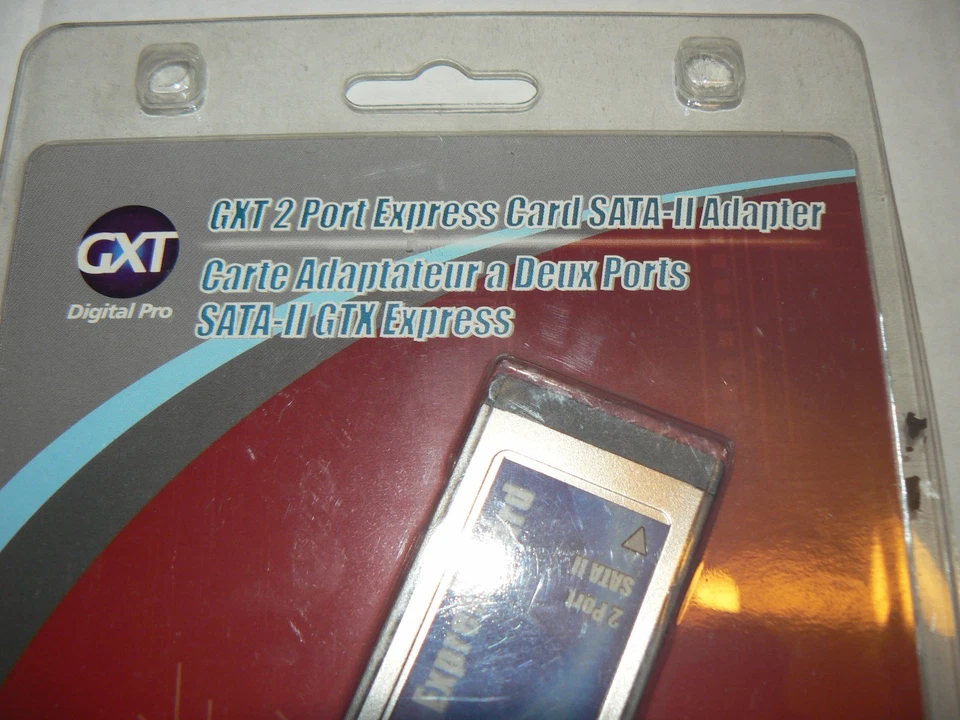 GXT 2 Port Express Card SATA-II Adapter
GXT
Digital Pro
Carte Adaptateur a Deux Ports
SATA-II GTX Express
2 Port
SATA II